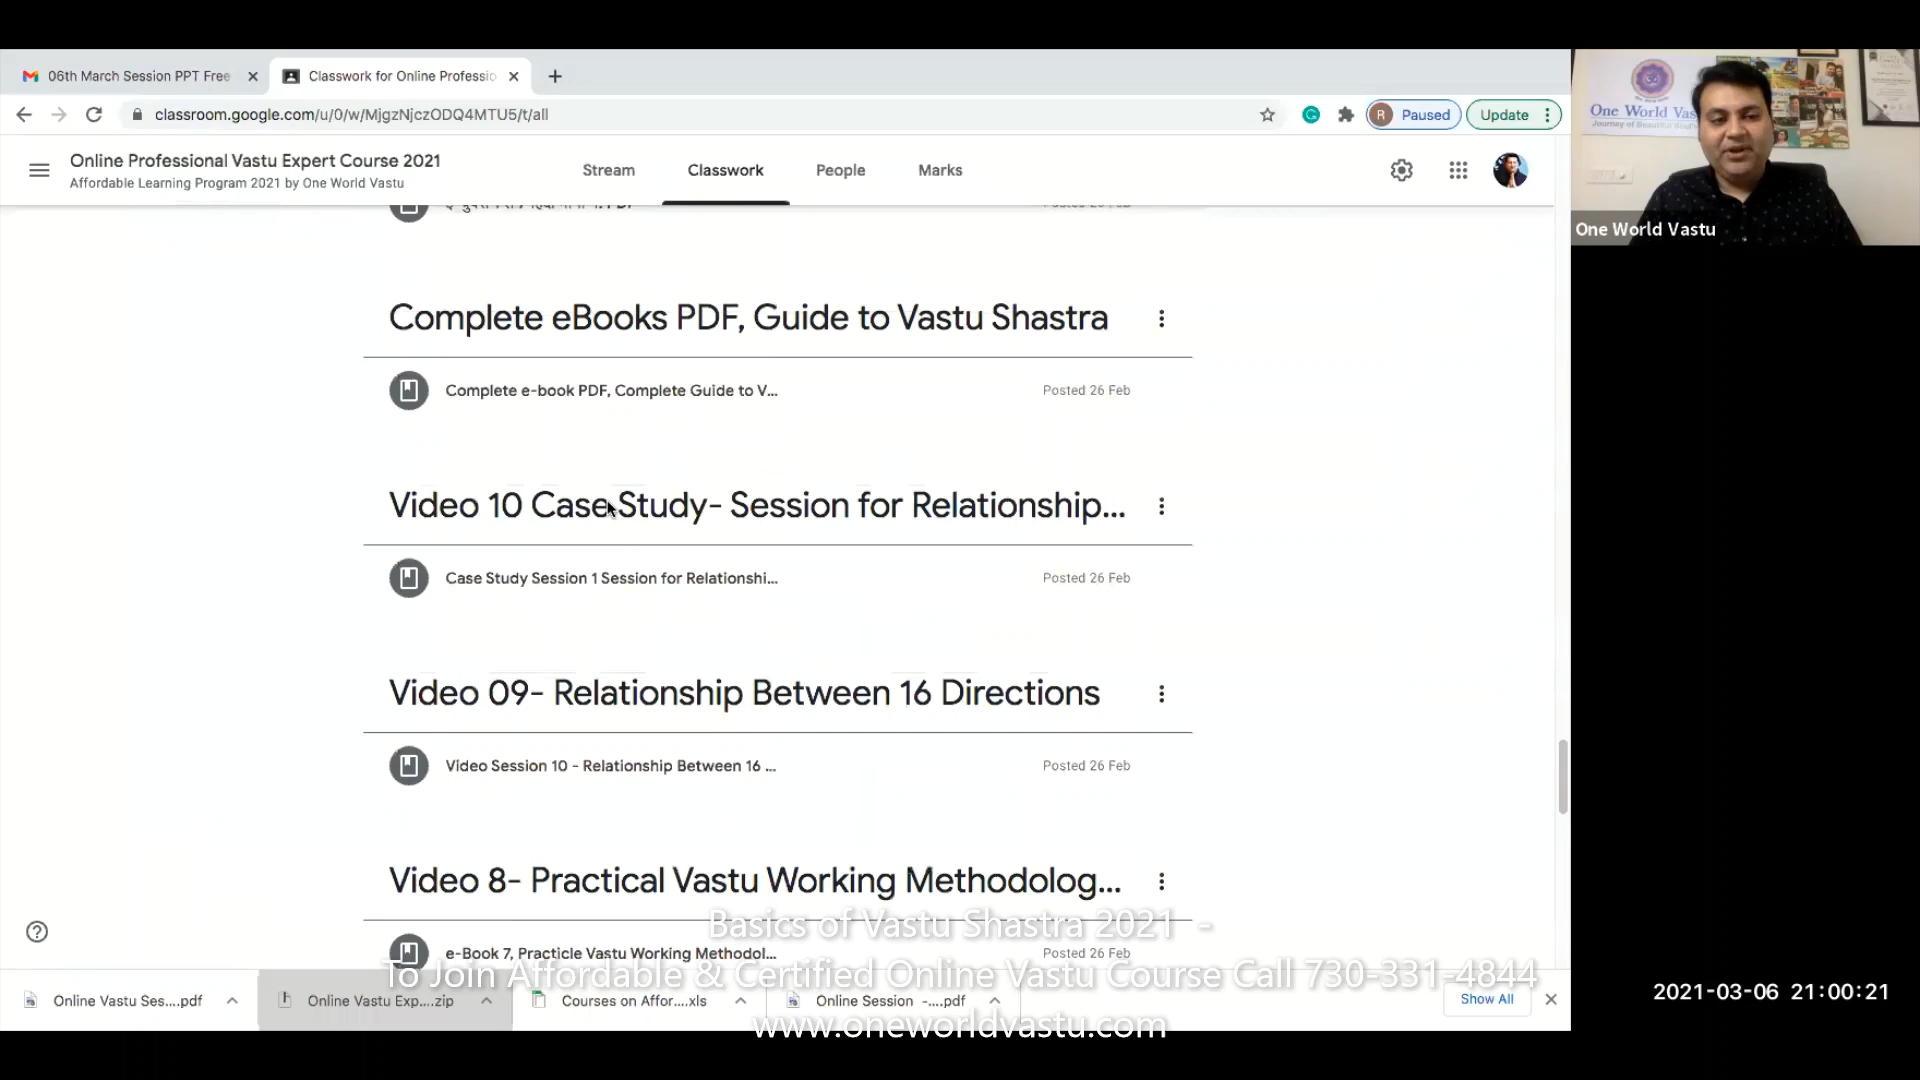 06th March Session PPT Free
Classwork for Online Professio
classroom.google.com/u/0/w/MjgzNjczODQ4MTU5/t/all
R Paused
Update
Online Professional Vastu Expert Course 2021
Affordable Learning Program 2021 by One World Vastu
Stream
Classwork
People
Marks
Complete eBooks PDF, Guide to Vastu Shastra
Complete e-book PDF, Complete Guide to V...
Posted 26 Feb
Video 10 Case Study- Session for Relationship...
Case Study Session 1 Session for Relationshi...
Posted 26 Feb
Video 09- Relationship Between 16 Directions
Video Session 10 - Relationship Between 16 ...
Posted 26 Feb
Video 8- Practical Vastu Working Methodolog...
e-Book 7, Practicle Vastu Working Methodol...
Posted 26 Feb
Basics of Vastu Shastra 2021 -
To Join Affordable & Certified Online Vastu Course Call 730-331-4844
www.oneworldvastu.com
Online Vastu Ses....pdf
Online Vastu Exp....zip
Courses on Affor....xls
Online Session -....pdf
Show All
One World Vas
Journey of Beautiful
One World Vastu
2021-03-06 21:00:21